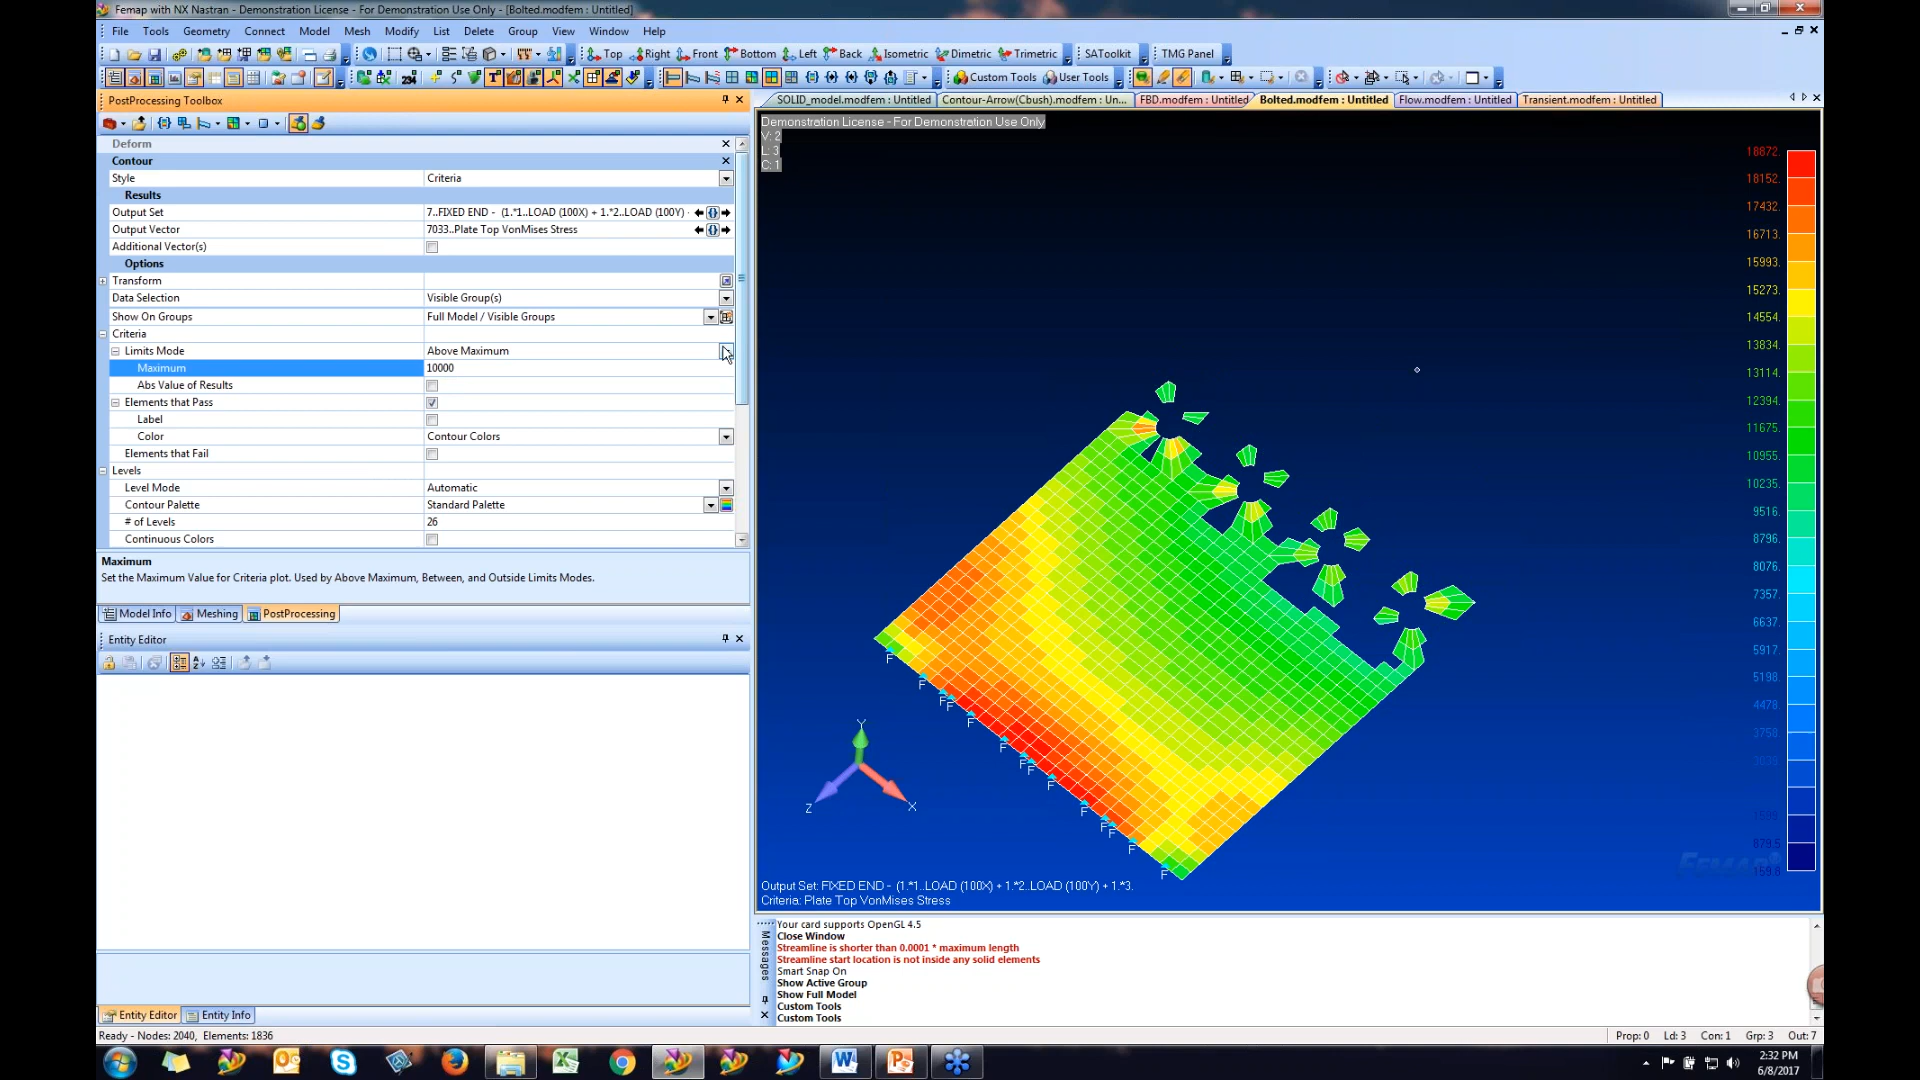 Femap with NX Nastran - Demonstration License - For Demonstration Use Only - [Bolted.modfem : Untitled]
File Tools Geometry Connect Model Mesh Modify List Delete Group View Window Help
Top Right Front Bottom Left Back Isometric Dimetric Trimetric SAToolkit TMG Panel
234 Custom Tools User Tools
PostProcessing Toolbox
SOLID_model.modfem : Untitled Contour-Arrow(Cbush).modfem : Un... FBD.modfem : Untitled Bolted.modfem : Untitled Flow.modfem : Untitled Transient.modfem : Untitled
Deform
Contour
Style Criteria
Results
Output Set 7..FIXED END - (1.*1..LOAD (100X) + 1.*2..LOAD (100Y)
Output Vector 7033..Plate Top VonMises Stress
Additional Vector(s)
Options
Transform
Data Selection Visible Group(s)
Show On Groups Full Model / Visible Groups
Criteria
Limits Mode Above Maximum
Maximum 10000
Abs Value of Results
Elements that Pass
Label
Color Contour Colors
Elements that Fail
Levels
Level Mode Automatic
Contour Palette Standard Palette
# of Levels 26
Continuous Colors
Maximum
Set the Maximum Value for Criteria plot. Used by Above Maximum, Between, and Outside Limits Modes.
Model Info Meshing PostProcessing
Entity Editor
Entity Editor Entity Info
Demonstration License - For Demonstration Use Only
V: 2
L: 3
C: 1
18872.
18152.
17432.
16713.
15993.
15273.
14554.
13834.
13114.
12394.
11675.
10955.
10235.
9516.
8796.
8076.
7357.
6637.
5917.
5198.
4478.
3758.
879.5
159.8
F
F
F
F
F
F
F
F
F
F
F
F
F
F
Y
Z
X
FEMAP
Output Set: FIXED END - (1.*1..LOAD (100X) + 1.*2..LOAD (100Y) + 1.*3.
Criteria: Plate Top VonMises Stress
Messages
Your card supports OpenGL 4.5
Close Window
Streamline is shorter than 0.0001 * maximum length
Streamline start location is not inside any solid elements
Smart Snap On
Show Active Group
Show Full Model
Custom Tools
Custom Tools
Ready - Nodes: 2040, Elements: 1836
Prop: 0 Ld: 3 Con: 1 Grp: 3 Out: 7
2:32 PM
6/8/2017